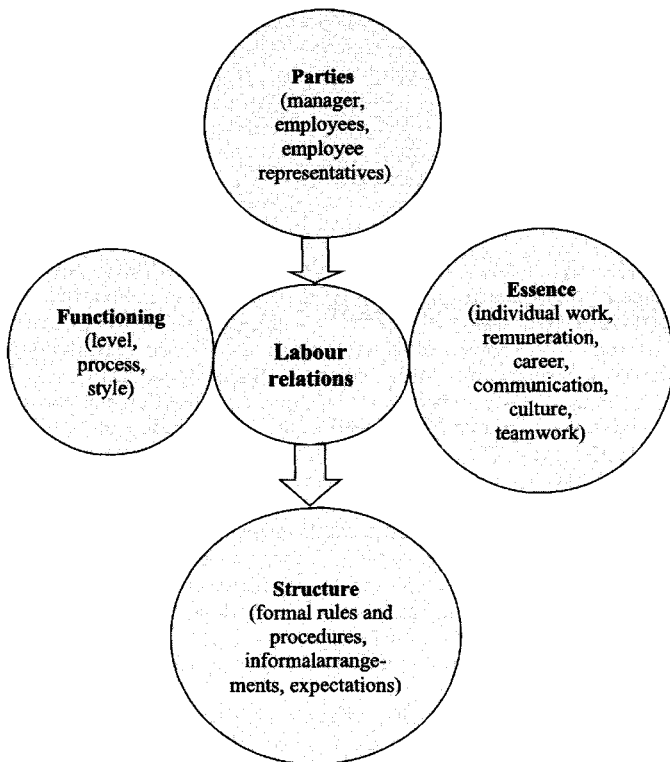 Parties
(manager,
employees,
employee
representatives)
Functioning
(level,
process,
style)
Labour
relations
Essence
(individual work,
remuneration,
career,
communication,
culture,
teamwork)
Structure
(formal rules and
procedures,
informalarrange-
ments, expectations)